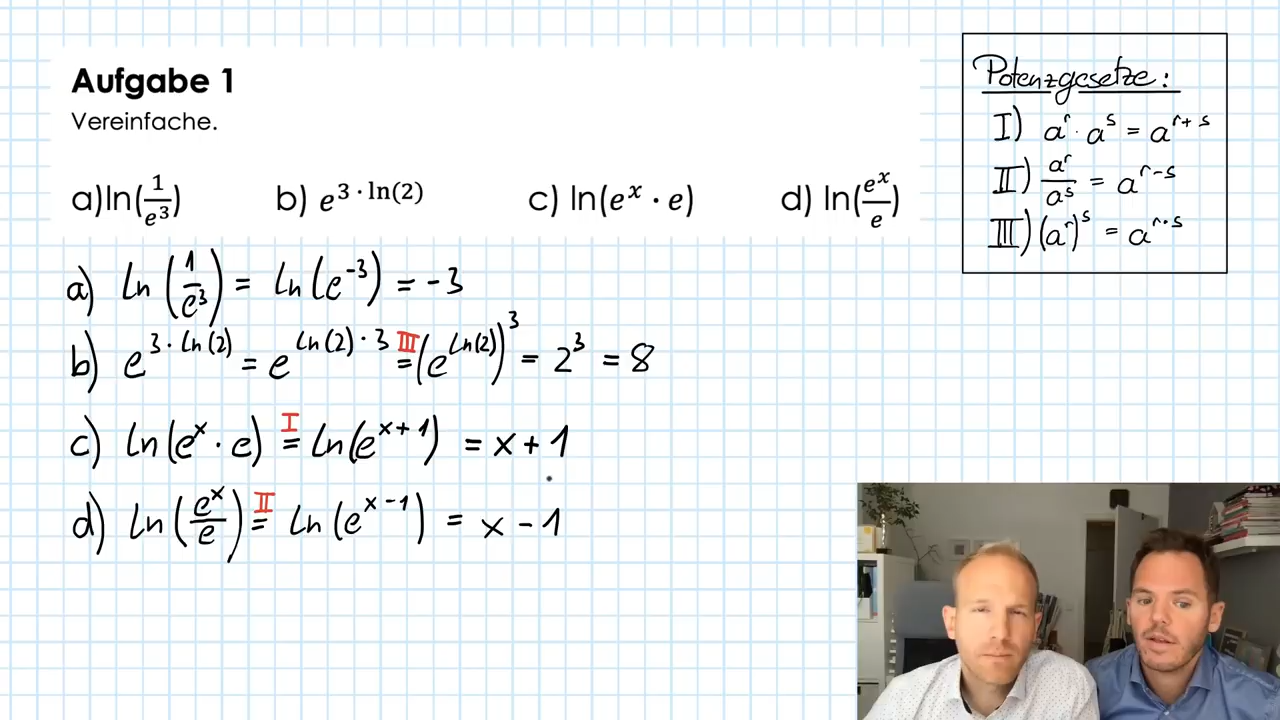 Aufgabe 1
Vereinfache.
a)ln(1/e³) b) e^(3·ln(2)) c) ln(e^x · e) d) ln(e^x/e)
a) ln(1/e³) = ln(e^-3) = -3
b) e^(3·ln(2)) = e^(ln(2)·3) =^III (e^(ln(2)))³ = 2³ = 8
c) ln(e^x · e) =^I ln(e^(x+1)) = x+1
d) ln(e^x/e) =^II ln(e^(x-1)) = x-1
Potenzgesetze:
I) a^r · a^s = a^(r+s)
II) a^r/a^s = a^(r-s)
III) (a^r)^s = a^(r·s)